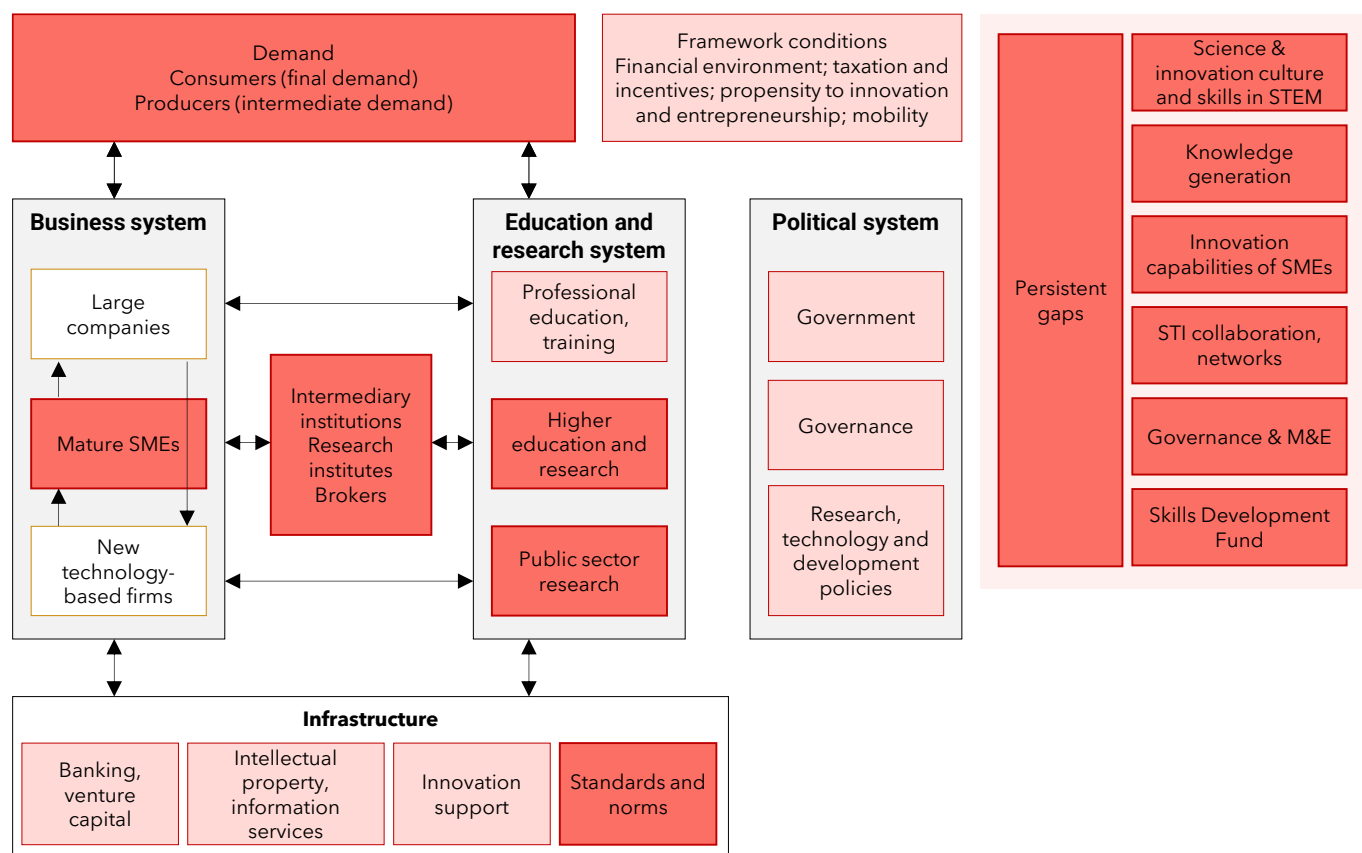 Demand
Consumers (final demand)
Producers (intermediate demand)
Framework conditions
Financial environment; taxation and
incentives; propensity to innovation
and entrepreneurship; mobility
Business system
Large
companies
Mature SMEs
New
technology-
based firms
Intermediary
institutions
Research
institutes
Brokers
Education and
research system
Professional
education,
training
Higher
education and
research
Public sector
research
Political system
Government
Governance
Research,
technology and
development
policies
Infrastructure
Banking,
venture
capital
Intellectual
property,
information
services
Innovation
support
Standards and
norms
Persistent
gaps
Science &
innovation culture
and skills in STEM
Knowledge
generation
Innovation
capabilities of SMEs
STI collaboration,
networks
Governance & M&E
Skills Development
Fund